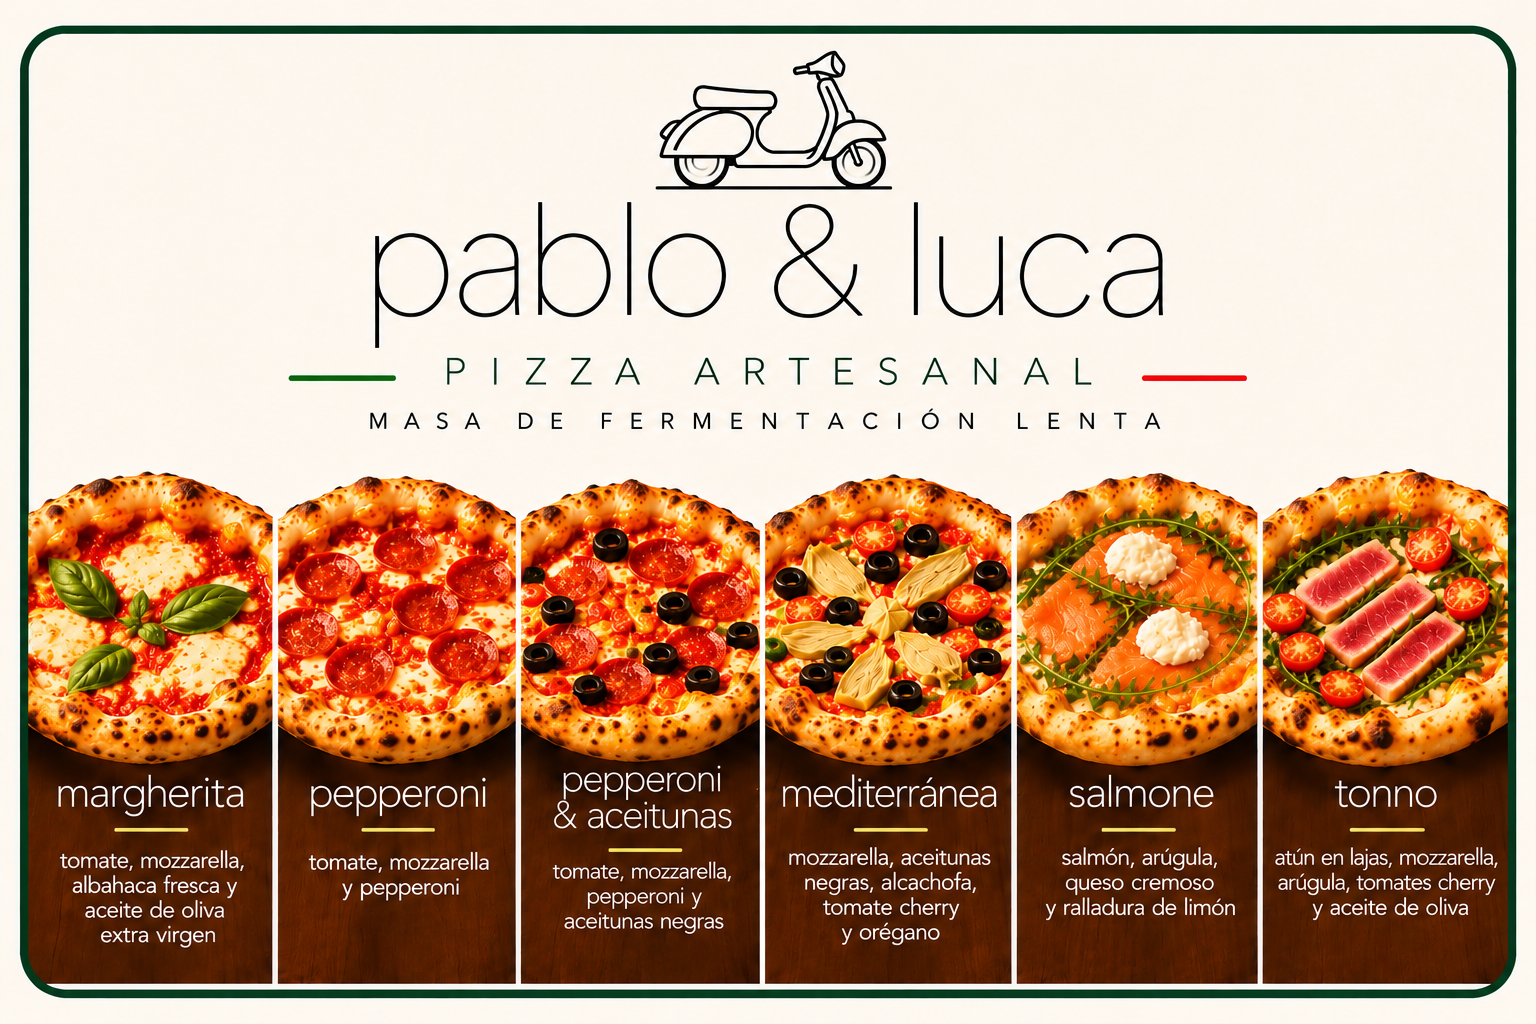 pablo & luca
PIZZA ARTESANAL
MASA DE FERMENTACIÓN LENTA
margherita
tomate, mozzarella,
albahaca fresca y
aceite de oliva
extra virgen
pepperoni
tomate, mozzarella
y pepperoni
pepperoni
& aceitunas
tomate, mozzarella,
pepperoni y
aceitunas negras
mediterránea
mozzarella, aceitunas
negras, alcachofa,
tomate cherry
y orégano
salmone
salmón, arúgula,
queso cremoso
y ralladura de limón
tonno
atún en lajas, mozzarella,
arúgula, tomates cherry
y aceite de oliva